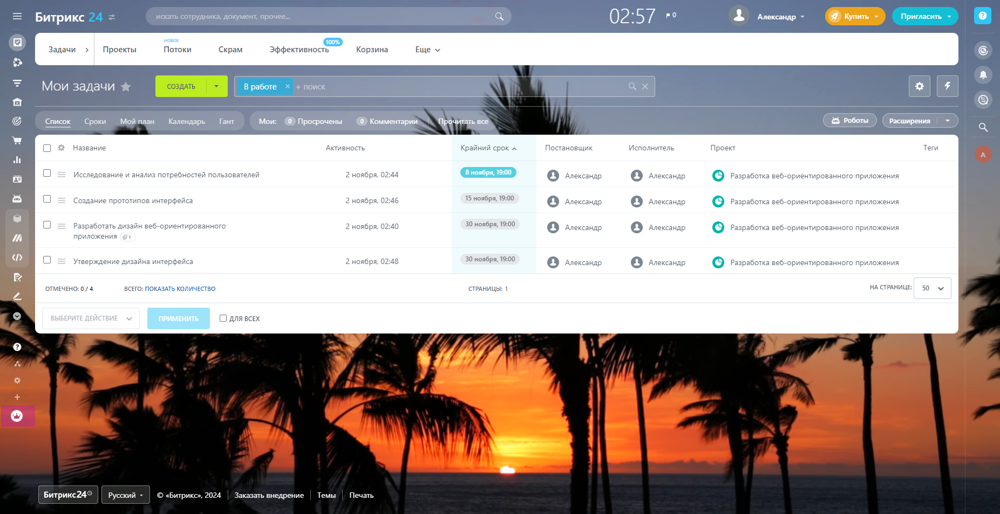 Битрикс 24
искать сотрудника, документ, прочее...
02:57
0
Александр
Купить
Пригласить
Задачи
Проекты
НОВОЕ
Потоки
Скрам
Эффективность
100%
Корзина
Еще
Мои задачи
СОЗДАТЬ
В работе
+ поиск
Список
Сроки
Мой план
Календарь
Гант
Мои:
0 Просрочены
0 Комментарии
Прочитать все
Роботы
Расширения
Название
Активность
Крайний срок
Постановщик
Исполнитель
Проект
Теги
А
Исследование и анализ потребностей пользователей
2 ноября, 02:44
8 ноября, 19:00
Александр
Александр
Разработка веб-ориентированного приложения
Создание прототипов интерфейса
2 ноября, 02:46
15 ноября, 19:00
Александр
Александр
Разработка веб-ориентированного приложения
Разработать дизайн веб-ориентированного
приложения 1
2 ноября, 02:40
30 ноября, 19:00
Александр
Александр
Разработка веб-ориентированного приложения
Утверждение дизайна интерфейса
2 ноября, 02:48
30 ноября, 19:00
Александр
Александр
Разработка веб-ориентированного приложения
ОТМЕЧЕНО: 0 / 4
ВСЕГО: ПОКАЗАТЬ КОЛИЧЕСТВО
СТРАНИЦЫ: 1
НА СТРАНИЦЕ:
50
ВЫБЕРИТЕ ДЕЙСТВИЕ
ПРИМЕНИТЬ
ДЛЯ ВСЕХ
Битрикс24
Русский
© «Битрикс», 2024
Заказать внедрение
Темы
Печать